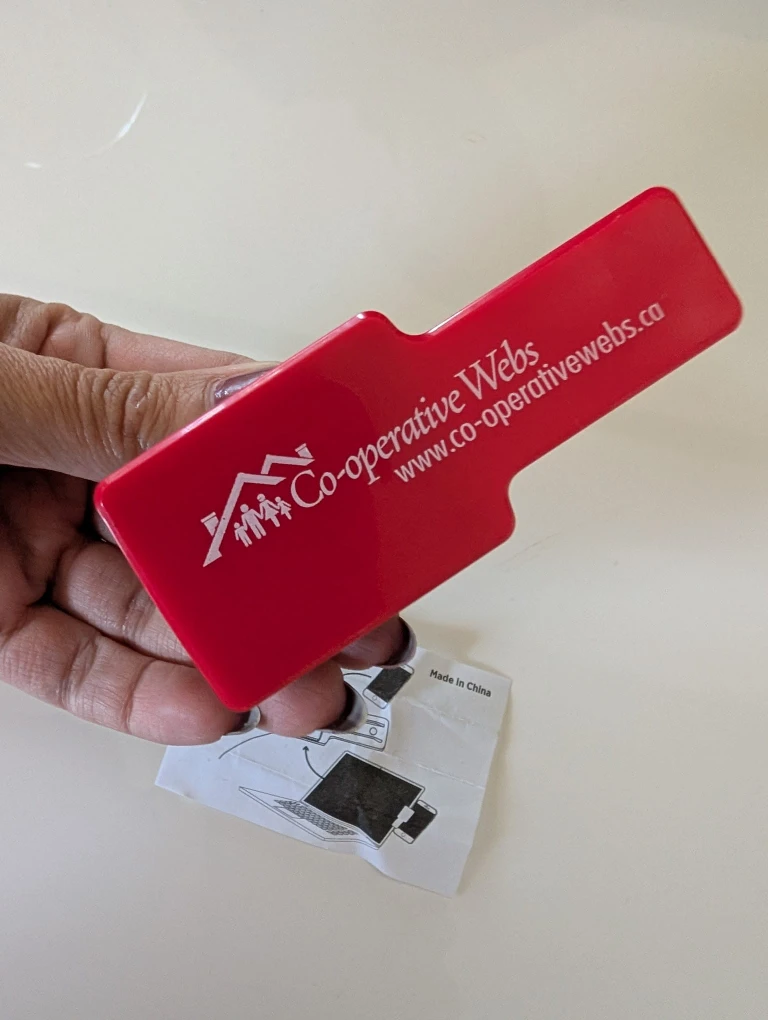 Co-operative Webs
www.co-operativewebs.ca
Made in China